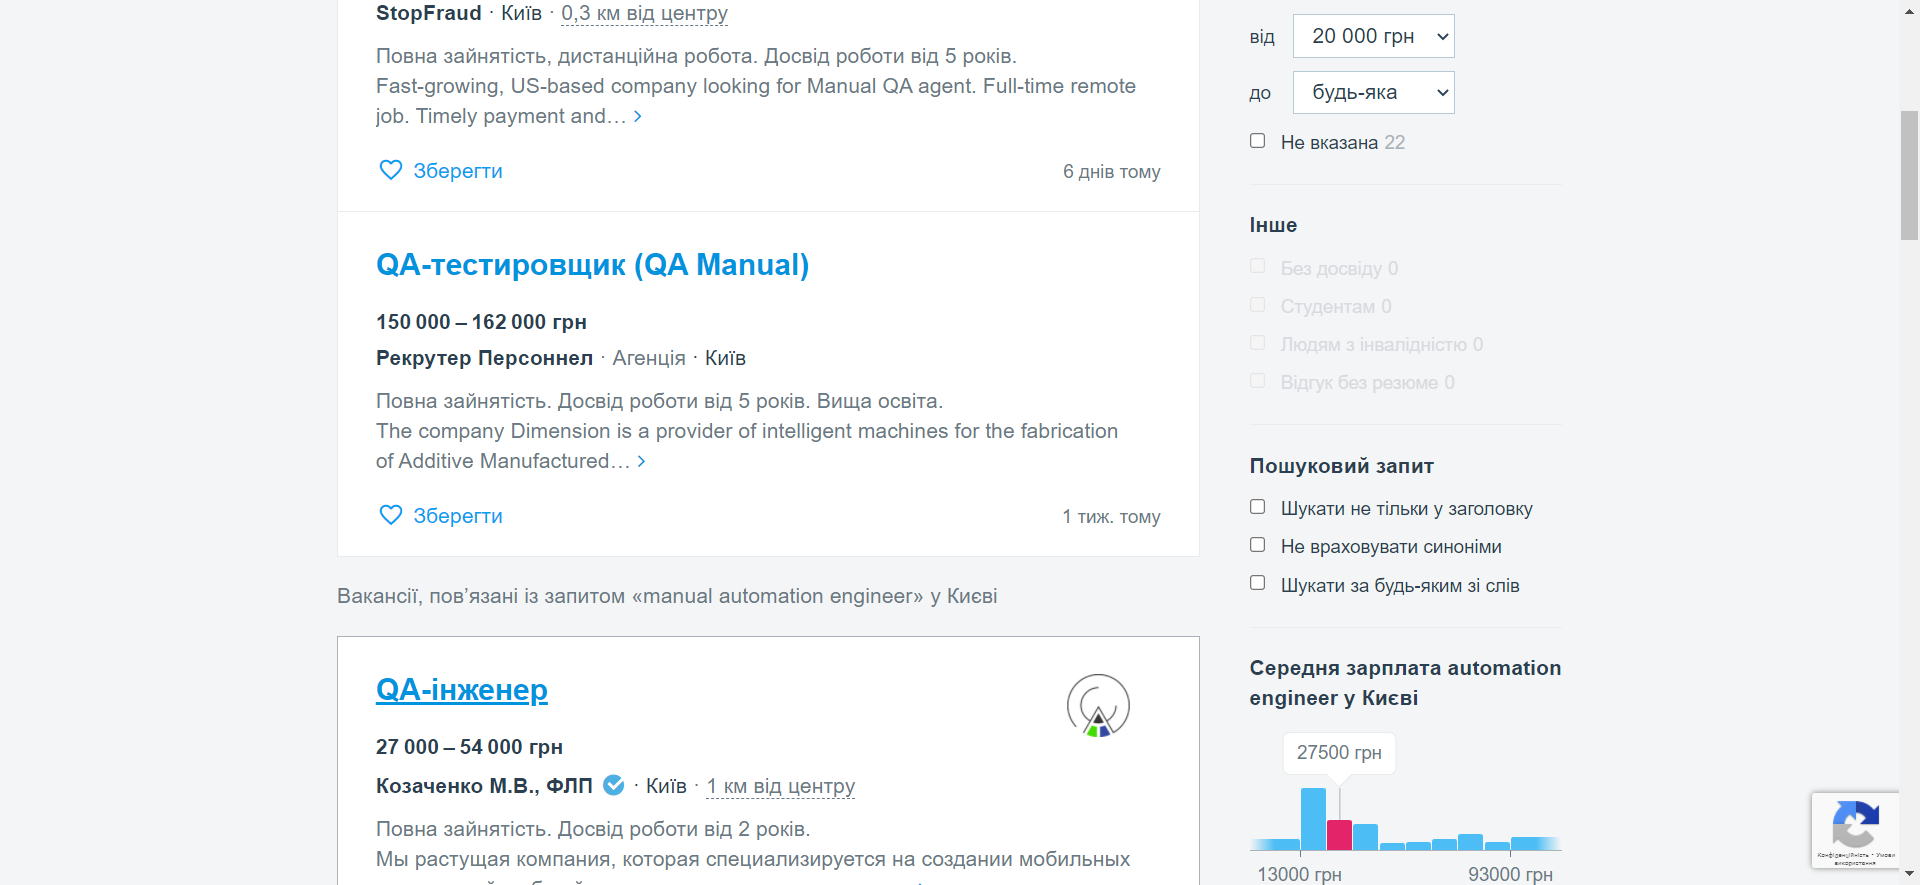 StopFraud · Київ · 0,3 км від центру
Повна зайнятість, дистанційна робота. Досвід роботи від 5 років.
Fast-growing, US-based company looking for Manual QA agent. Full-time remote
job. Timely payment and…
Зберегти
6 днів тому
QA-тестировщик (QA Manual)
150 000 – 162 000 грн
Рекрутер Персоннел · Агенція · Київ
Повна зайнятість. Досвід роботи від 5 років. Вища освіта.
The company Dimension is a provider of intelligent machines for the fabrication
of Additive Manufactured…
Зберегти
1 тиж. тому
Вакансії, пов’язані із запитом «manual automation engineer» у Києві
QA-інженер
27 000 – 54 000 грн
Козаченко М.В., ФЛП · Київ · 1 км від центру
Повна зайнятість. Досвід роботи від 2 років.
Мы растущая компания, которая специализируется на создании мобильных
від 20 000 грн
до будь-яка
Не вказана 22
Інше
Без досвіду 0
Студентам 0
Людям з інвалідністю 0
Відгук без резюме 0
Пошуковий запит
Шукати не тільки у заголовку
Не враховувати синоніми
Шукати за будь-яким зі слів
Середня зарплата automation
engineer у Києві
27500 грн
13000 грн
93000 грн
Конфіденційність - Умови
використання